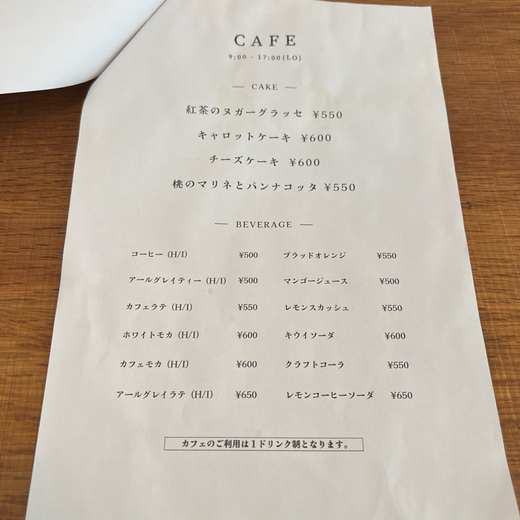 CAFE
9:00 - 17:00(LO)
— CAKE —
紅茶のヌガーグラッセ ¥550
キャロットケーキ ¥600
チーズケーキ ¥600
桃のマリネとパンナコッタ ¥550
— BEVERAGE —
コーヒー (H/I) ¥500 ブラッドオレンジ ¥550
アールグレイティー (H/I) ¥500 マンゴージュース ¥500
カフェラテ (H/I) ¥550 レモンスカッシュ ¥550
ホワイトモカ (H/I) ¥600 キウイソーダ ¥600
カフェモカ (H/I) ¥600 クラフトコーラ ¥550
アールグレイラテ (H/I) ¥650 レモンコーヒーソーダ ¥650
カフェのご利用は1ドリンク制となります。